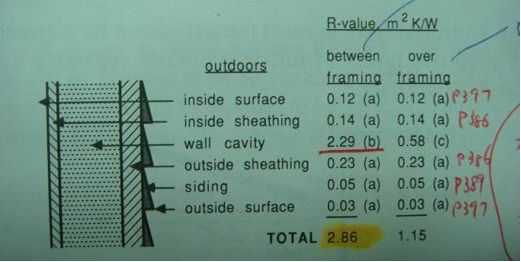 R-value, m² K/W
outdoors
between framing
over framing
inside surface 0.12 (a) 0.12 (a) P397
inside sheathing 0.14 (a) 0.14 (a) P386
wall cavity 2.29 (b) 0.58 (c)
outside sheathing 0.23 (a) 0.23 (a) P386
siding 0.05 (a) 0.05 (a) P389
outside surface 0.03 (a) 0.03 (a) P397
TOTAL 2.86 1.15